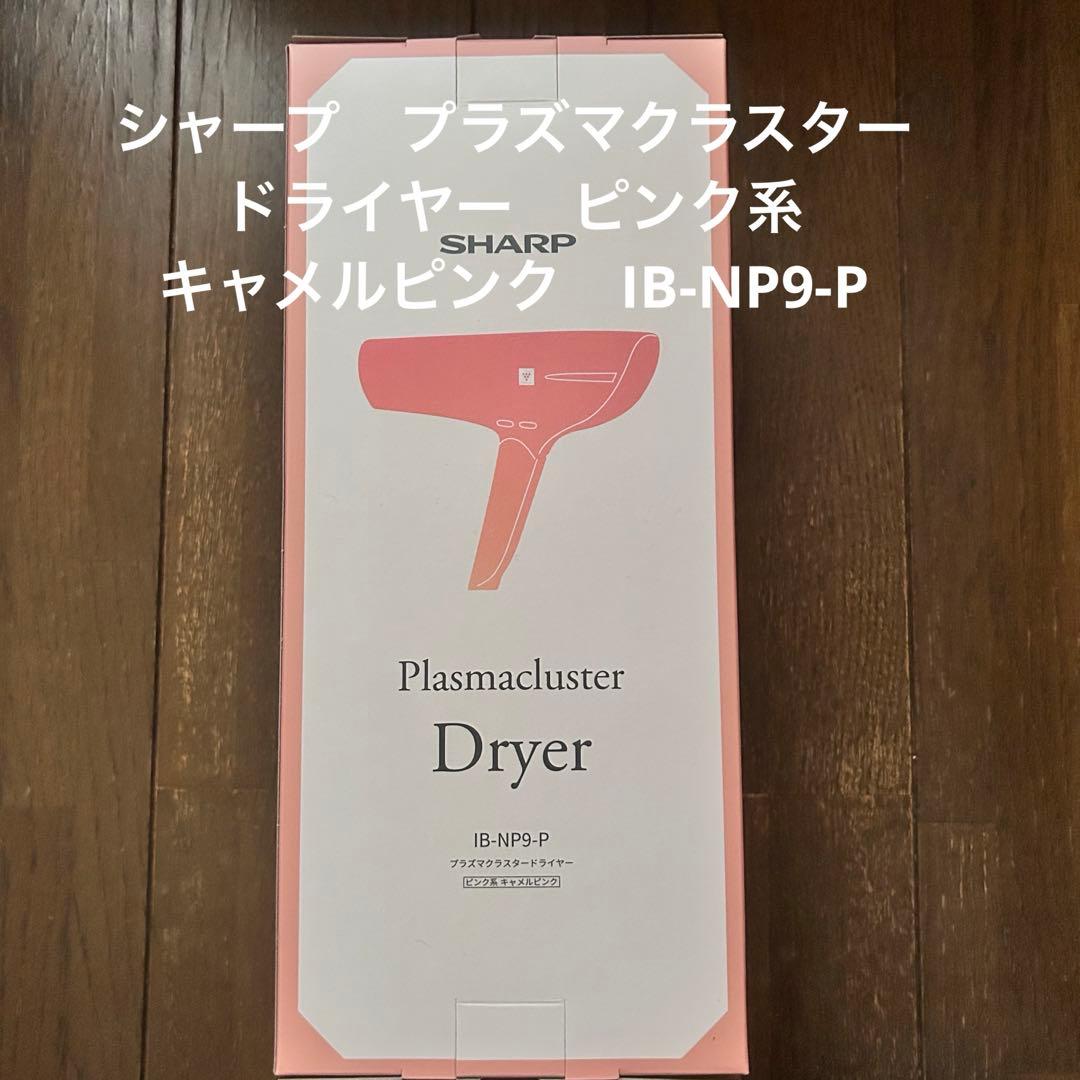 シャープ　プラズマクラスター
ドライヤー　ピンク系
SHARP
キャメルピンク　IB-NP9-P
Plasmacluster
Dryer
IB-NP9-P
プラズマクラスタードライヤー
ピンク系 キャメルピンク